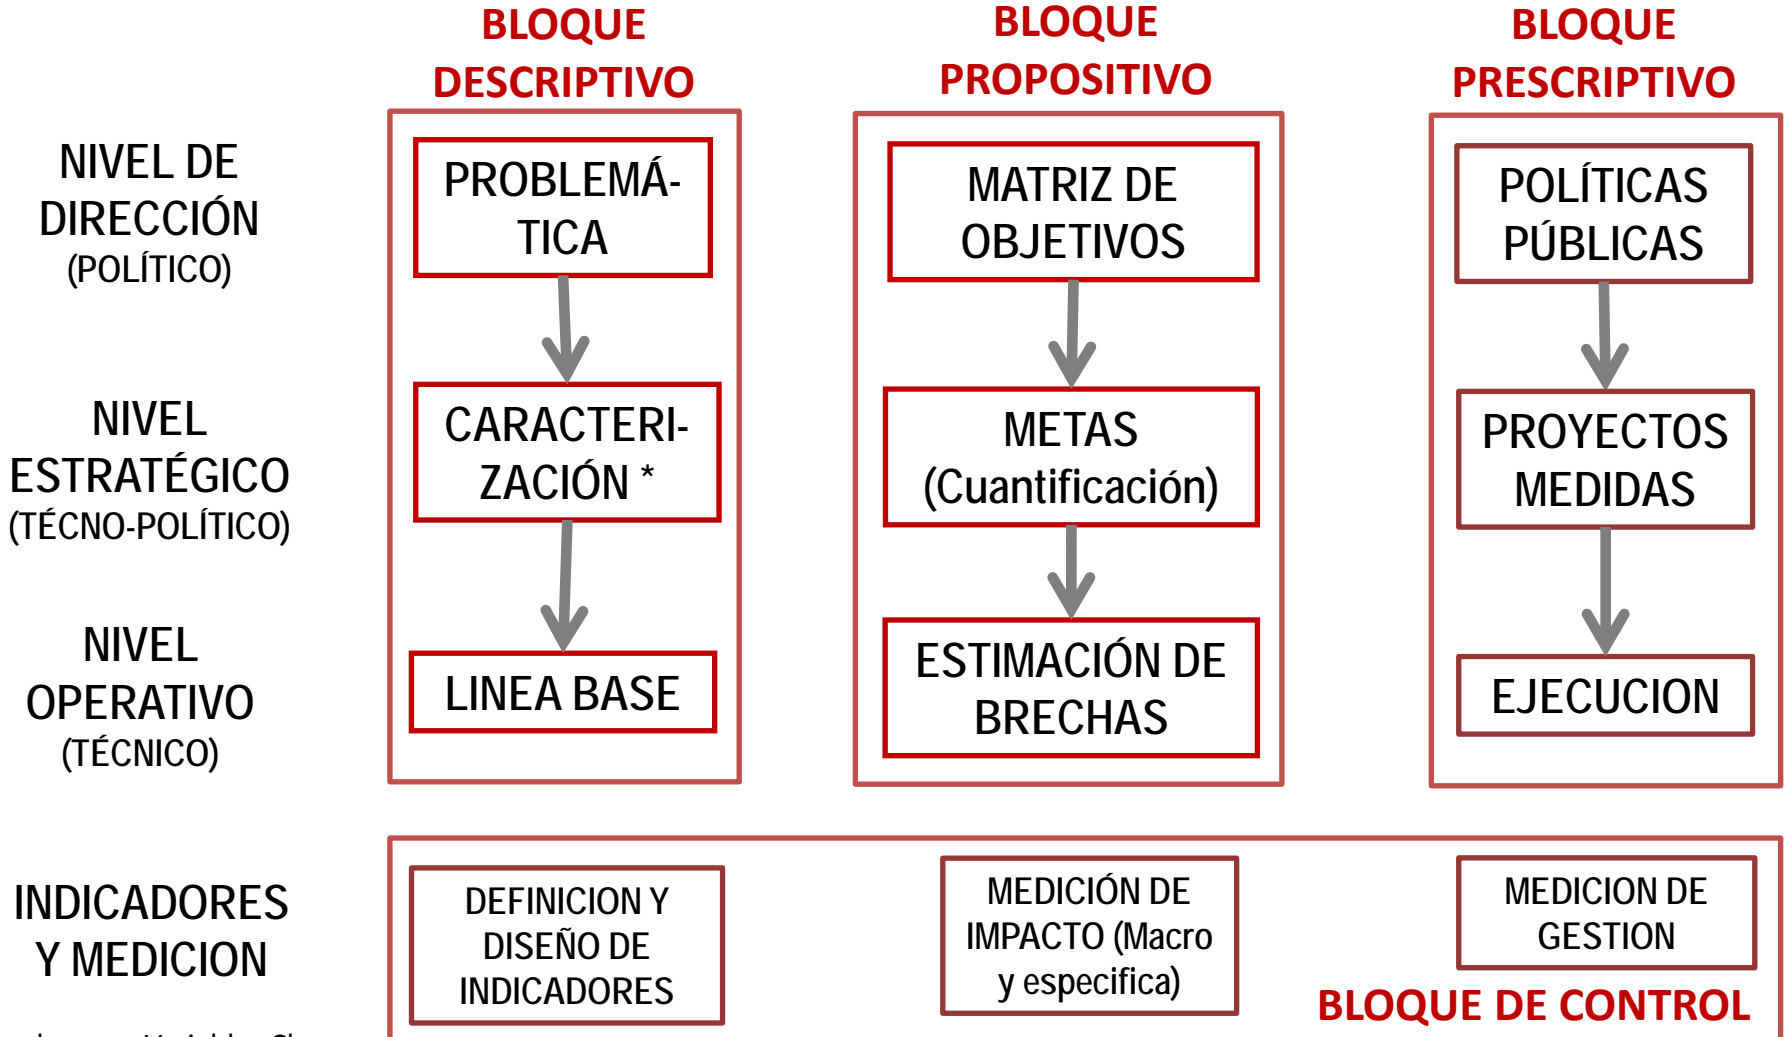 BLOQUE
DESCRIPTIVO
BLOQUE
PROPOSITIVO
BLOQUE
PRESCRIPTIVO
NIVEL DE
DIRECCIÓN
(POLÍTICO)
PROBLEMÁ-
TICA
MATRIZ DE
OBJETIVOS
POLÍTICAS
PÚBLICAS
NIVEL
ESTRATÉGICO
(TÉCNO-POLÍTICO)
CARACTERI-
ZACIÓN *
METAS
(Cuantificación)
PROYECTOS
MEDIDAS
NIVEL
OPERATIVO
(TÉCNICO)
LINEA BASE
ESTIMACIÓN DE
BRECHAS
EJECUCION
INDICADORES
Y MEDICION
DEFINICION Y
DISEÑO DE
INDICADORES
MEDICIÓN DE
IMPACTO (Macro
y especifica)
MEDICION DE
GESTION
BLOQUE DE CONTROL